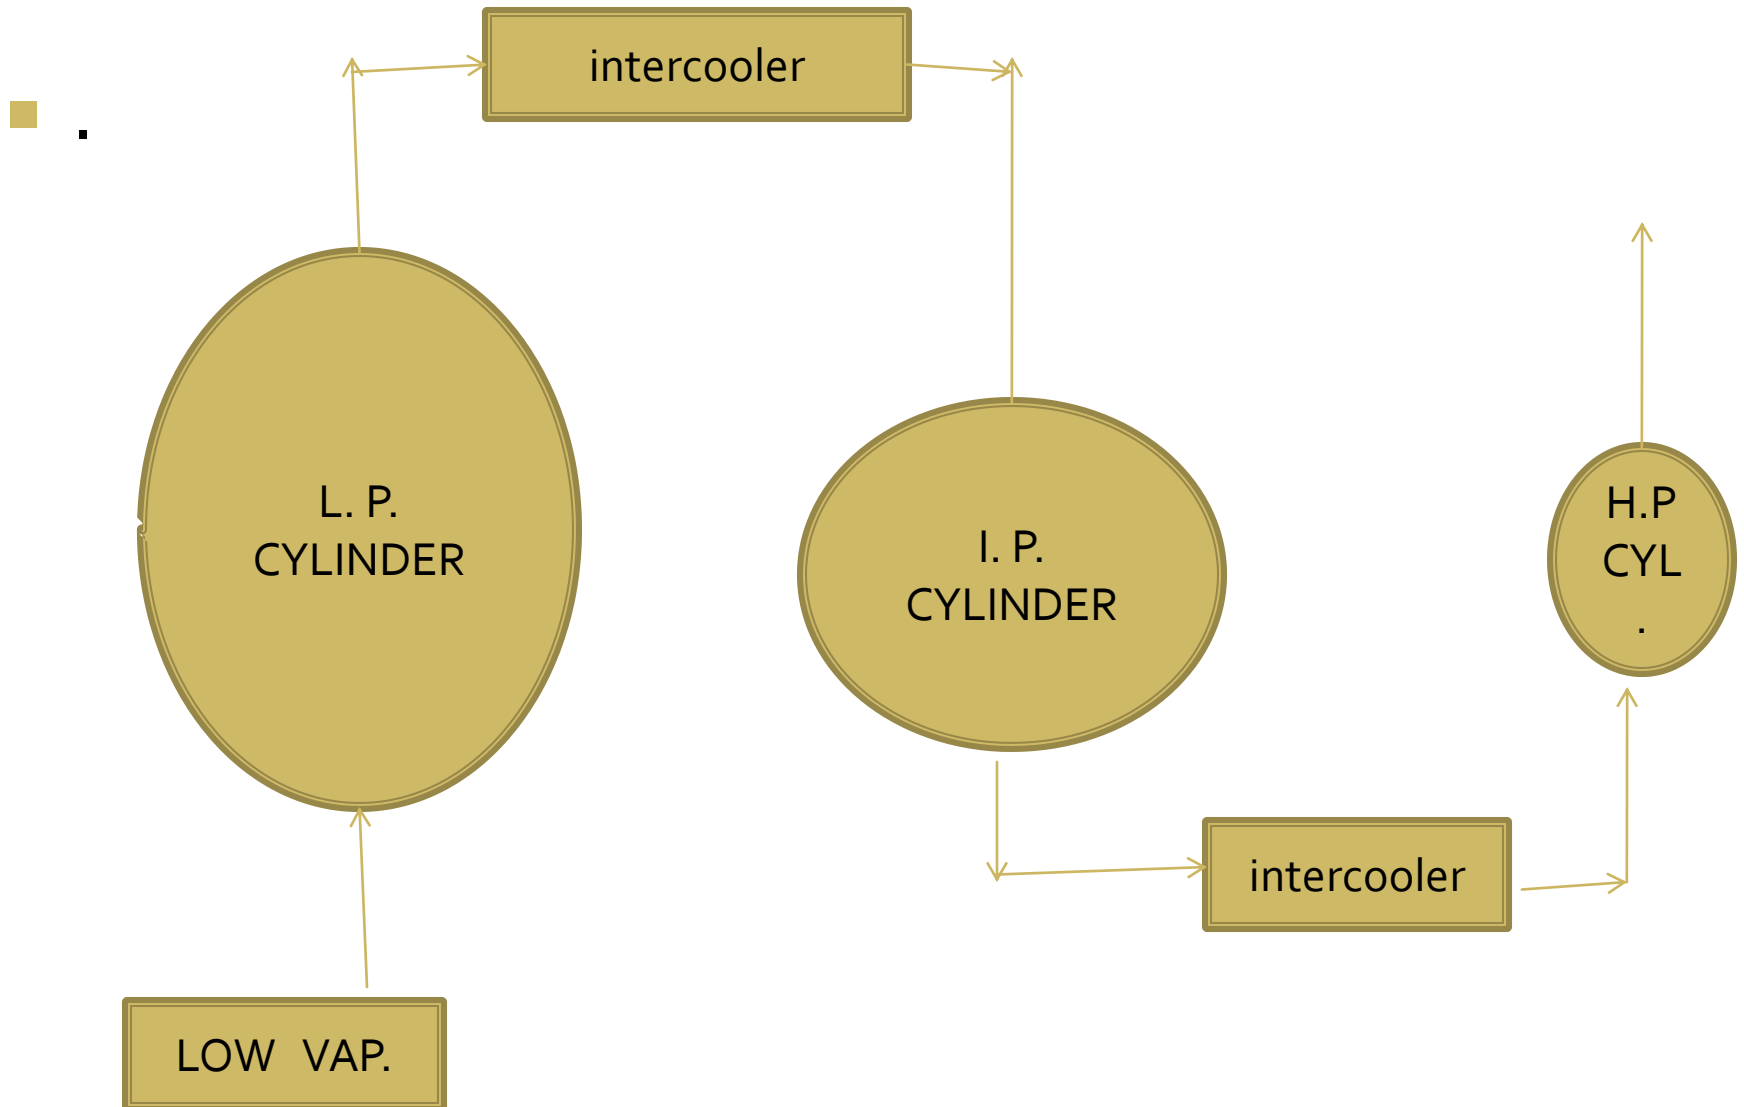 intercooler
.
L. P.
CYLINDER
I. P.
CYLINDER
H.P
CYL
.
intercooler
LOW VAP.